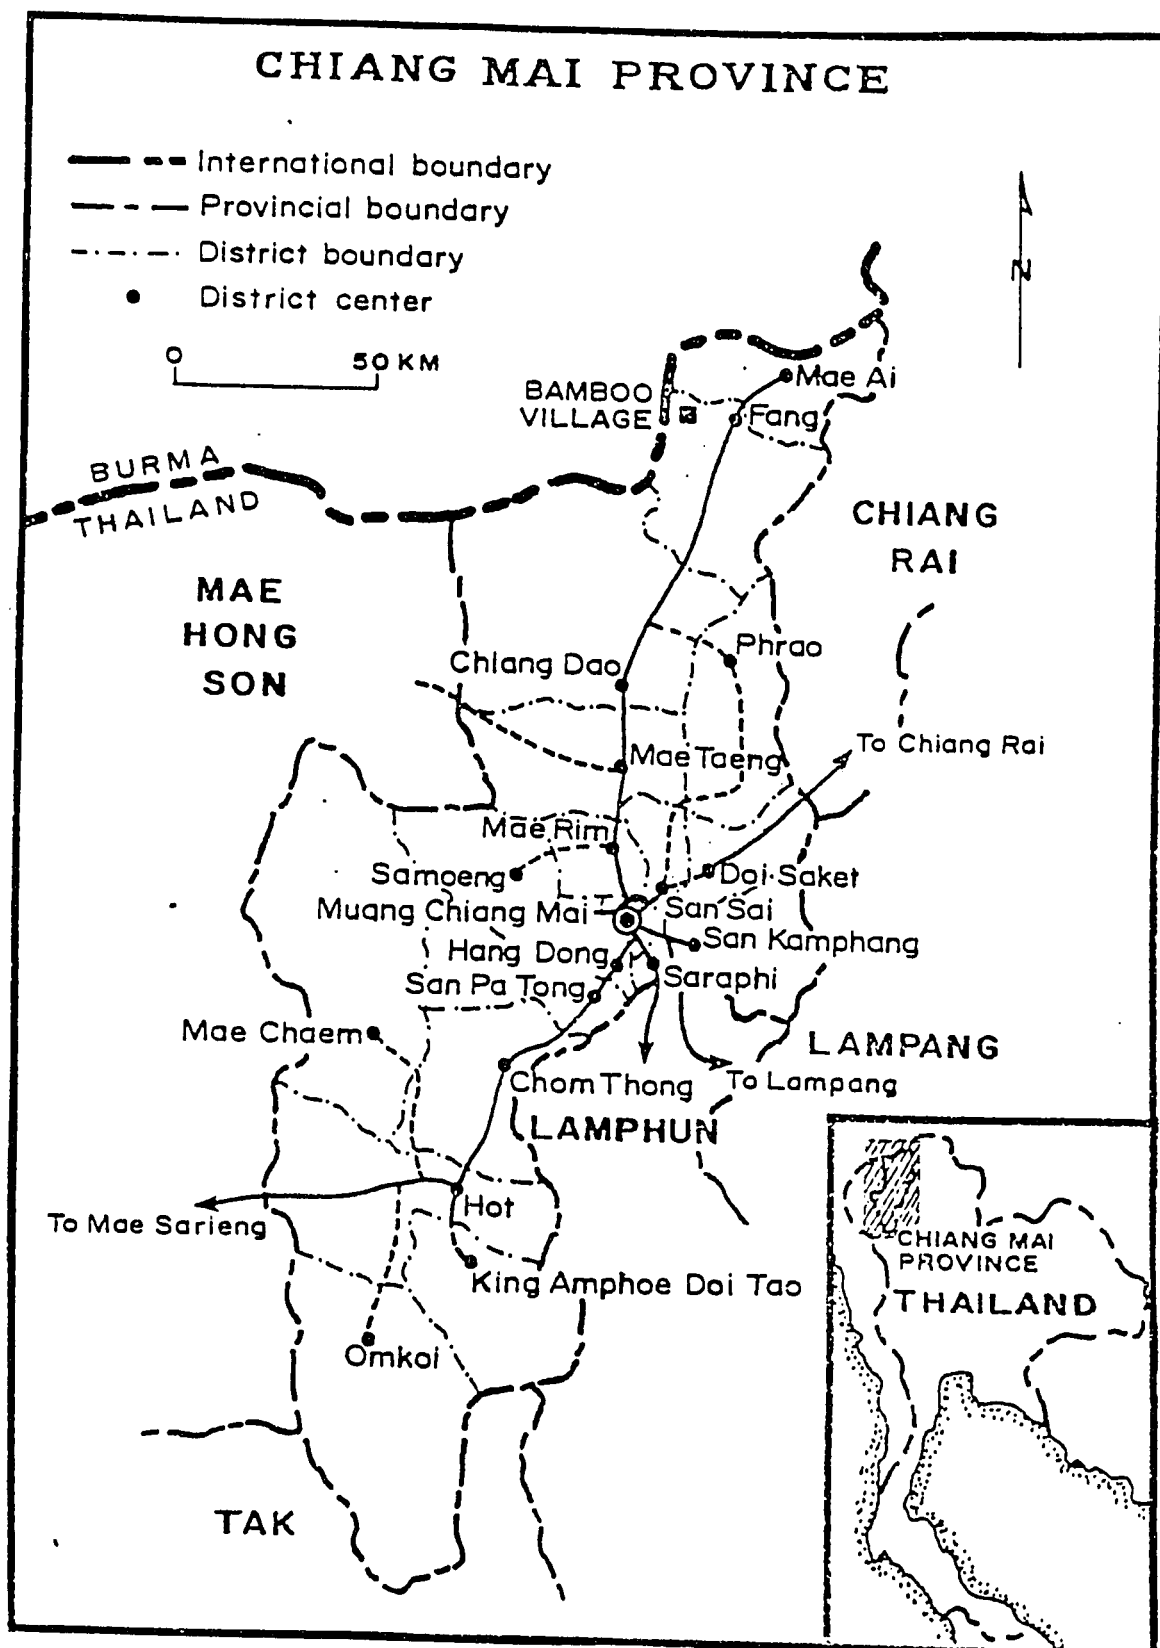 CHIANG MAI PROVINCE
International boundary
Provincial boundary
District boundary
District center
0 50 KM
N
Mae Ai
BAMBOO
VILLAGE
Fang
BURMA
THAILAND
CHIANG
RAI
MAE
HONG
SON
Phrao
Chiang Dao
To Chiang Rai
Mae Taeng
Mae Rim
Samoeng
Doi Saket
Muang Chiang Mai
San Sai
San Kamphang
Hang Dong
Saraphi
San Pa Tong
Mae Chaem
LAMPANG
Chom Thong
To Lampang
LAMPHUN
Hot
To Mae Sarieng
King Amphoe Doi Tao
Omkoi
TAK
CHIANG MAI
PROVINCE
THAILAND